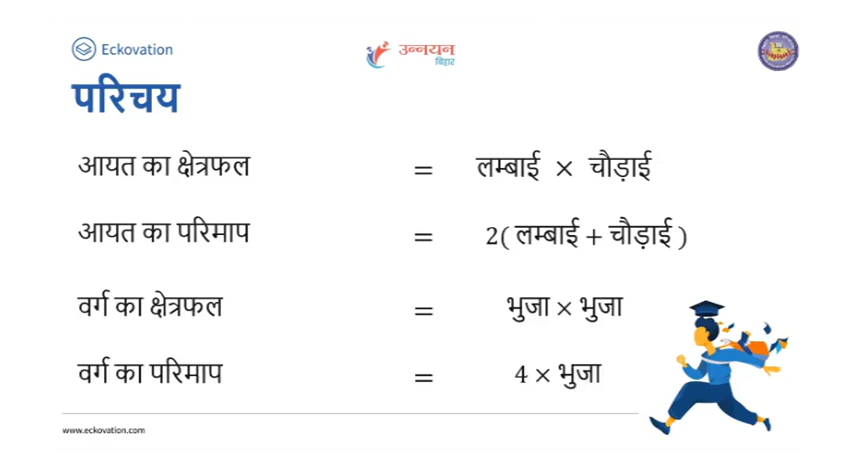 Eckovation
उन्नयन
बिहार
परिचय
आयत का क्षेत्रफल = लम्बाई × चौड़ाई
आयत का परिमाप = 2( लम्बाई + चौड़ाई )
वर्ग का क्षेत्रफल = भुजा × भुजा
वर्ग का परिमाप = 4 × भुजा
www.eckovation.com